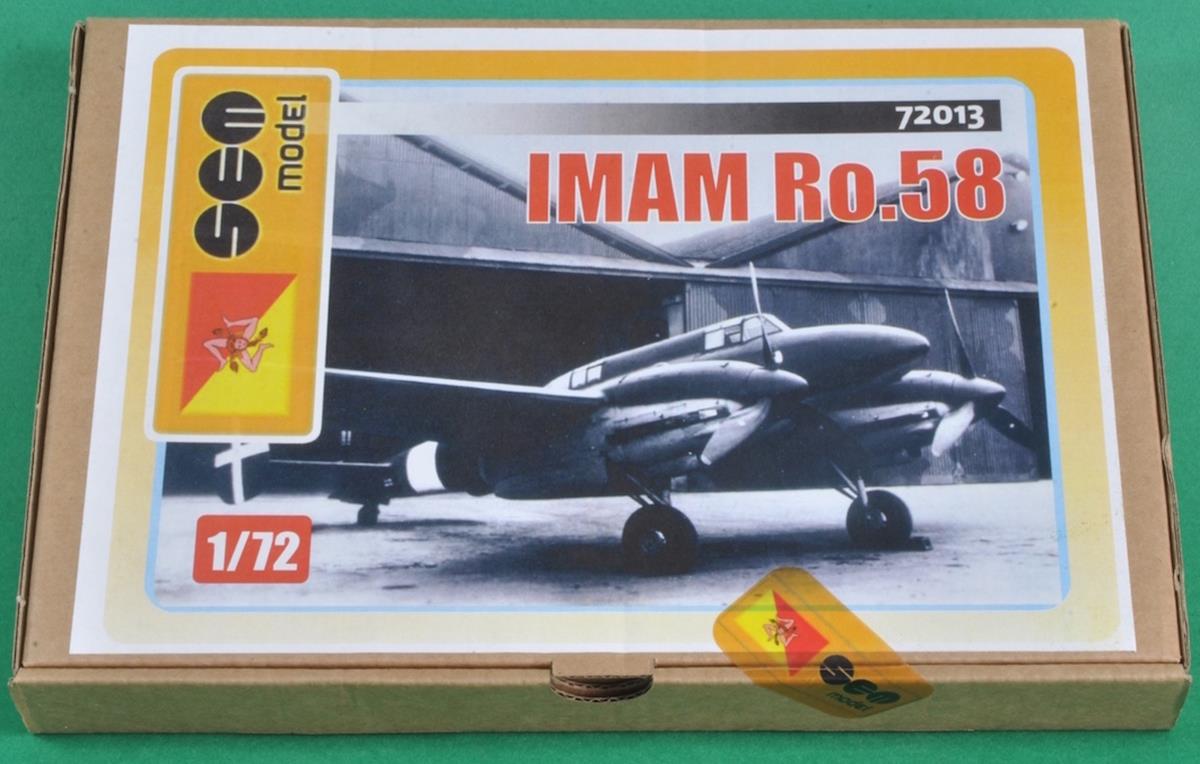 SEM
model
72013
IMAM Ro.58
1/72
SEM
model